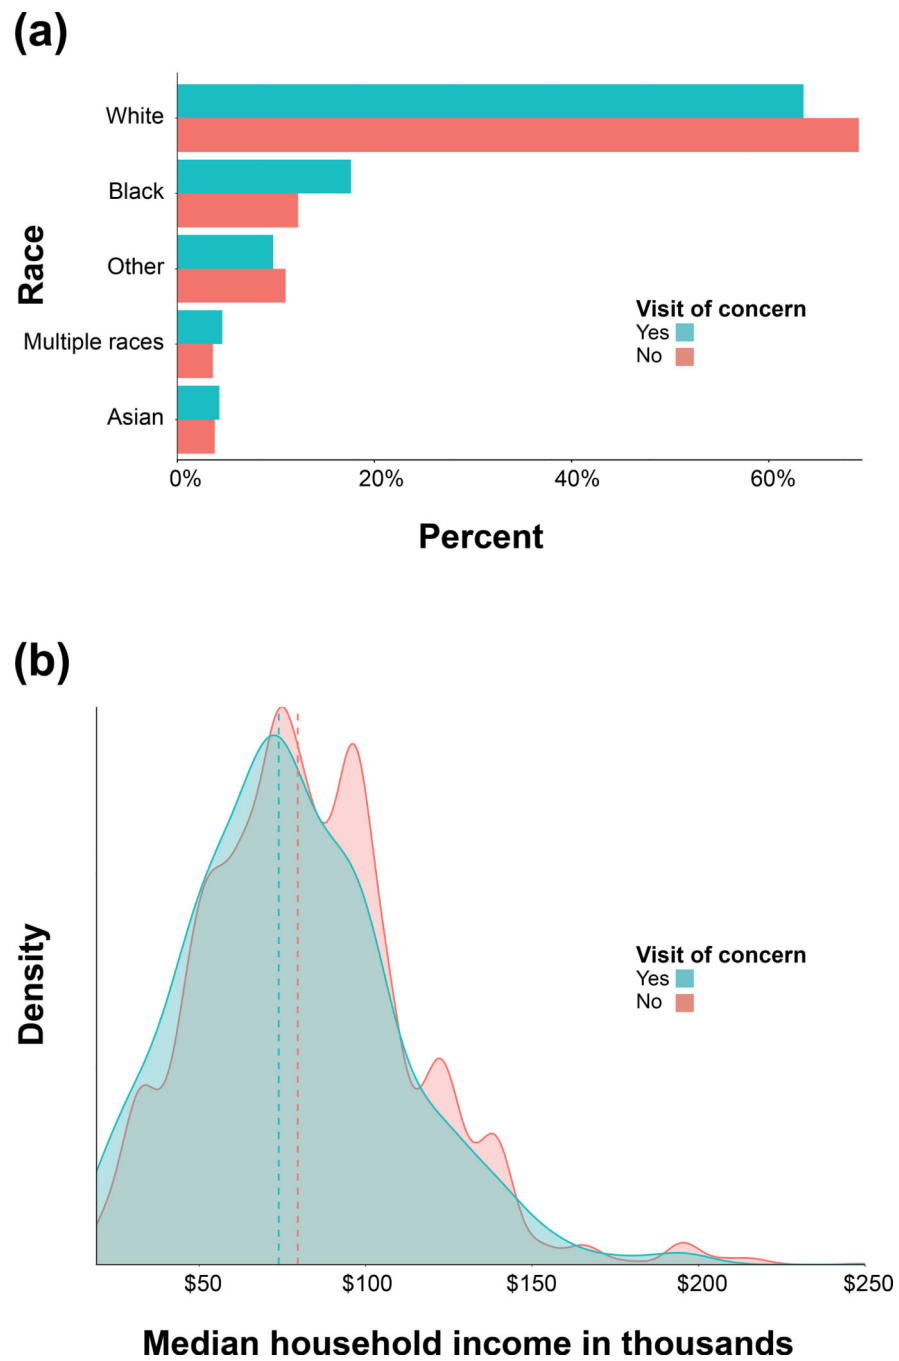 (a)
White
Black
Other
Multiple races
Asian
Race
Visit of concern
Yes
No
0% 20% 40% 60%
Percent
(b)
Density
Visit of concern
Yes
No
$50 $100 $150 $200 $250
Median household income in thousands